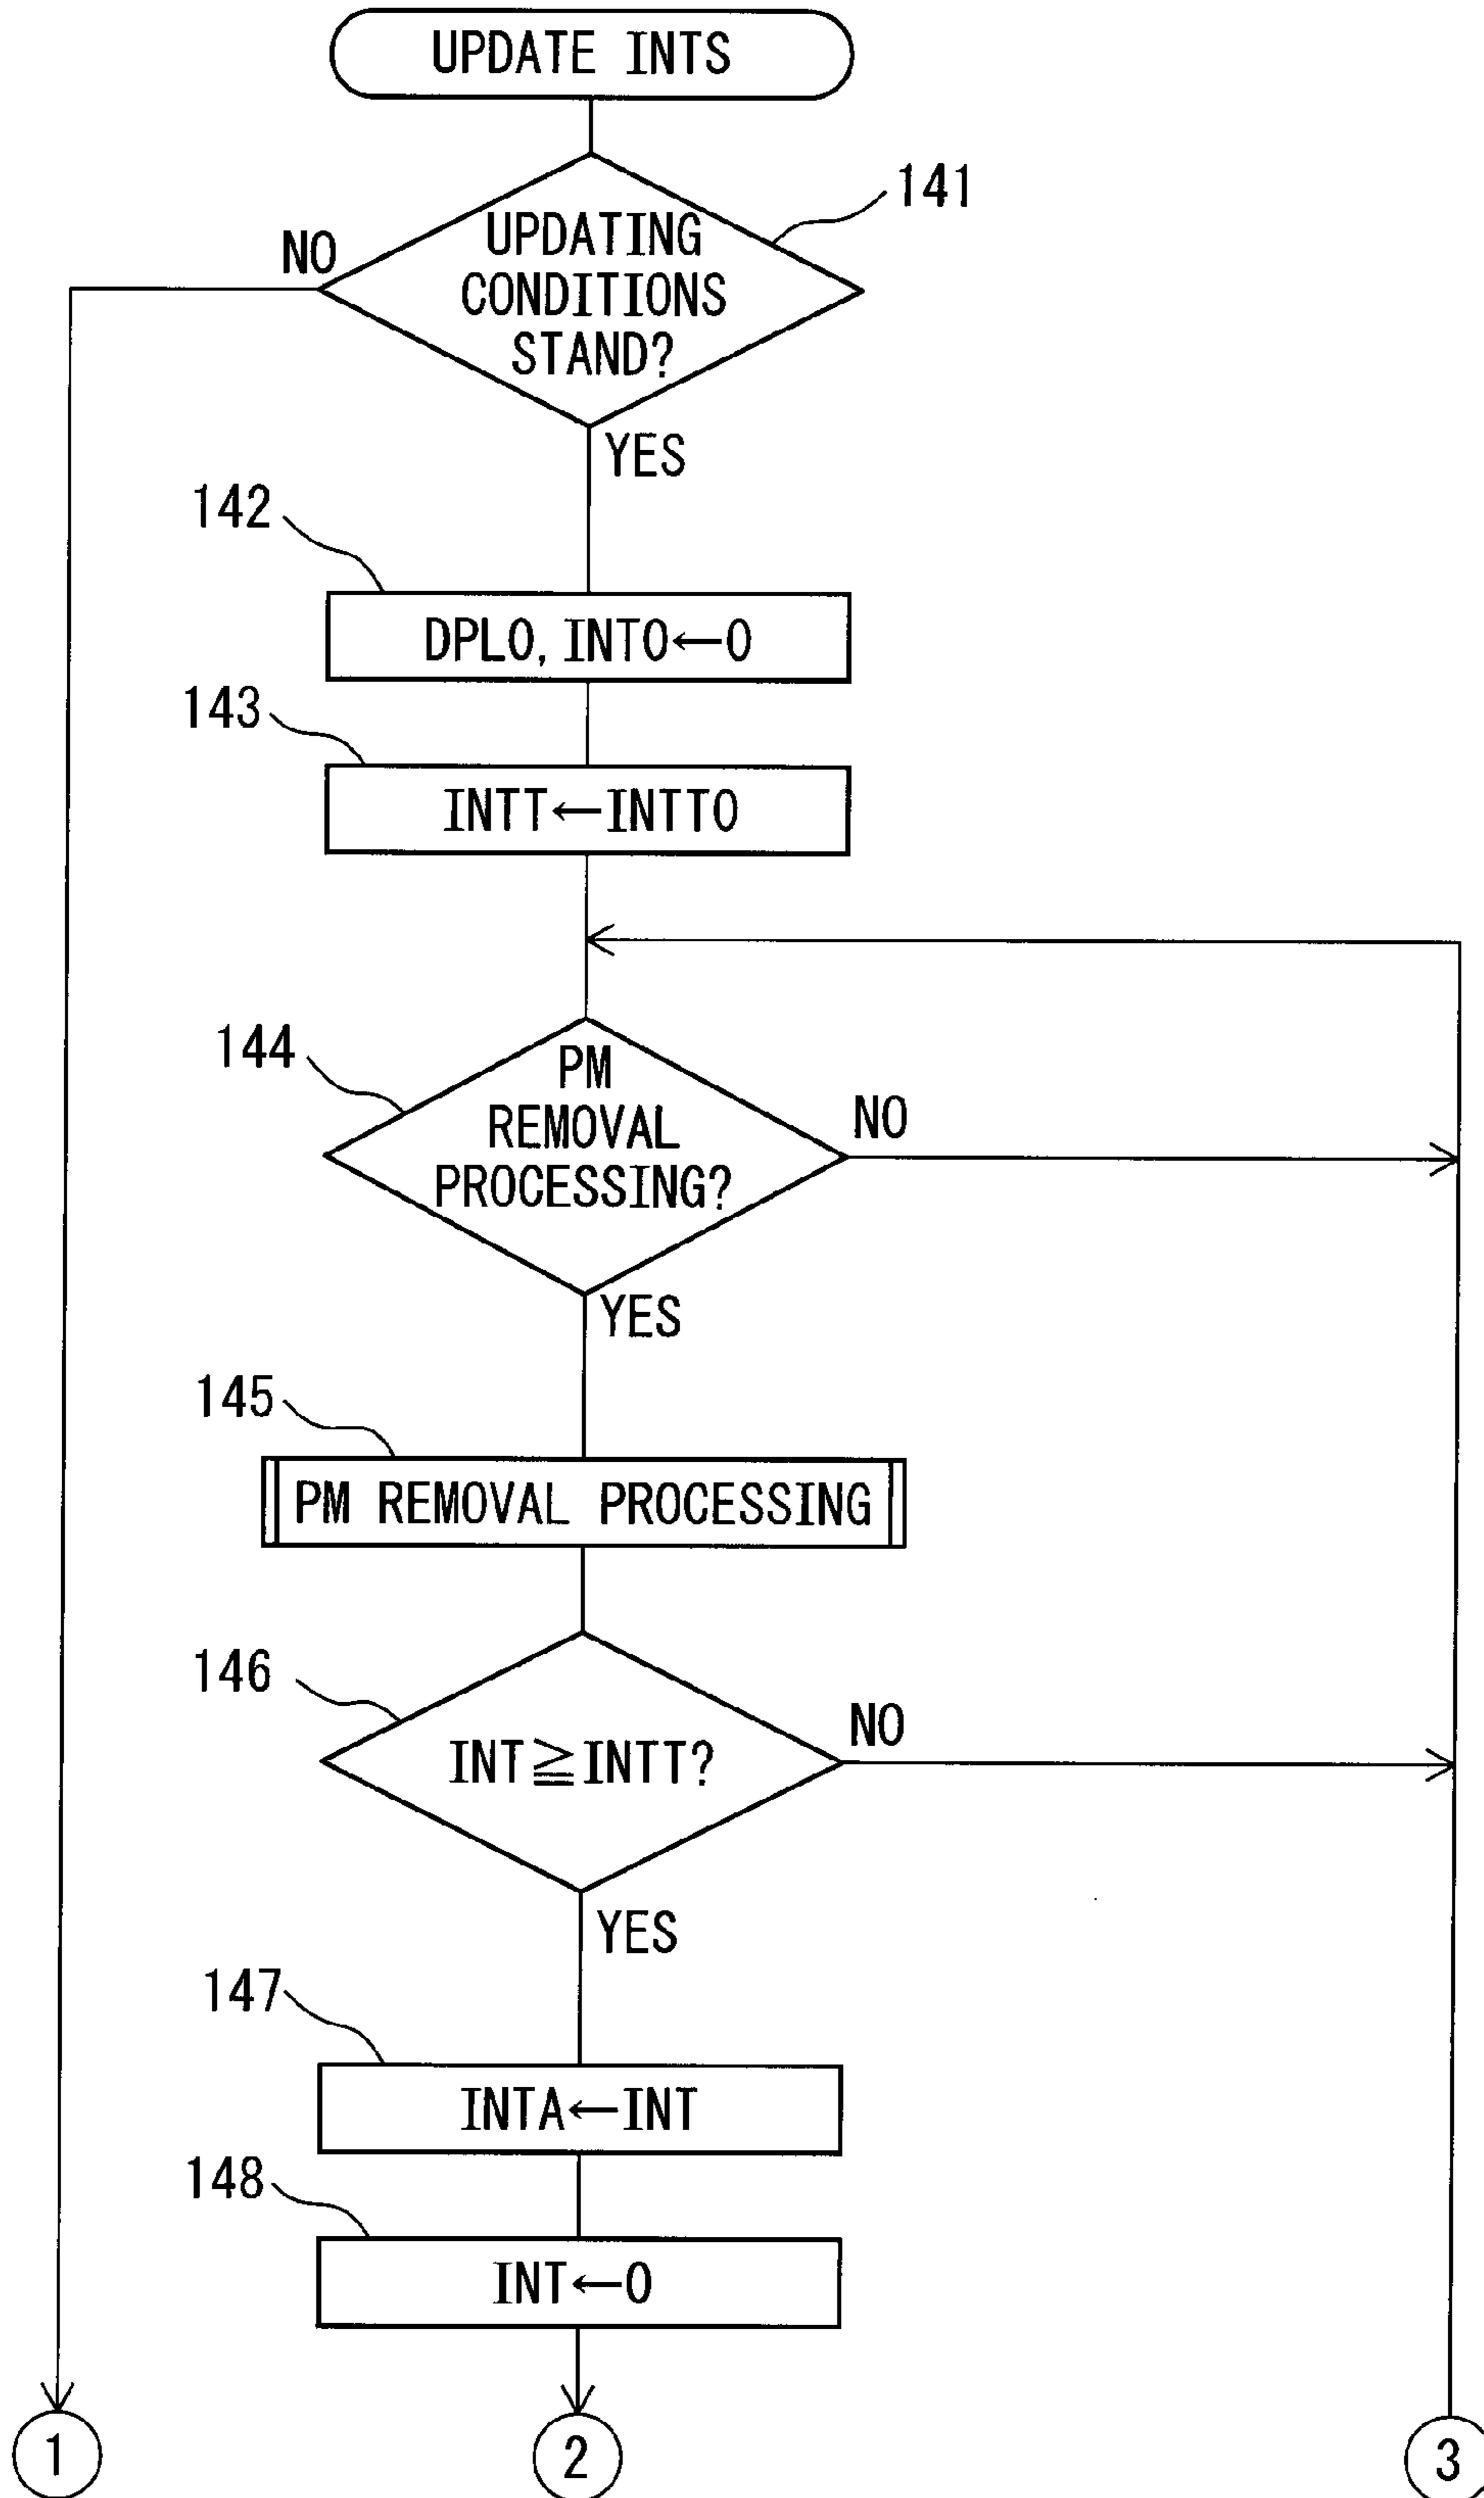 UPDATE INTS
141
NO
UPDATING
CONDITIONS
STAND?
YES
142
DPLO, INTO←0
143
INTT←INTTO
144
PM
REMOVAL
PROCESSING?
NO
YES
145
PM REMOVAL PROCESSING
146
INT≧INTT?
NO
YES
147
INTA←INT
148
INT←0
1
2
3